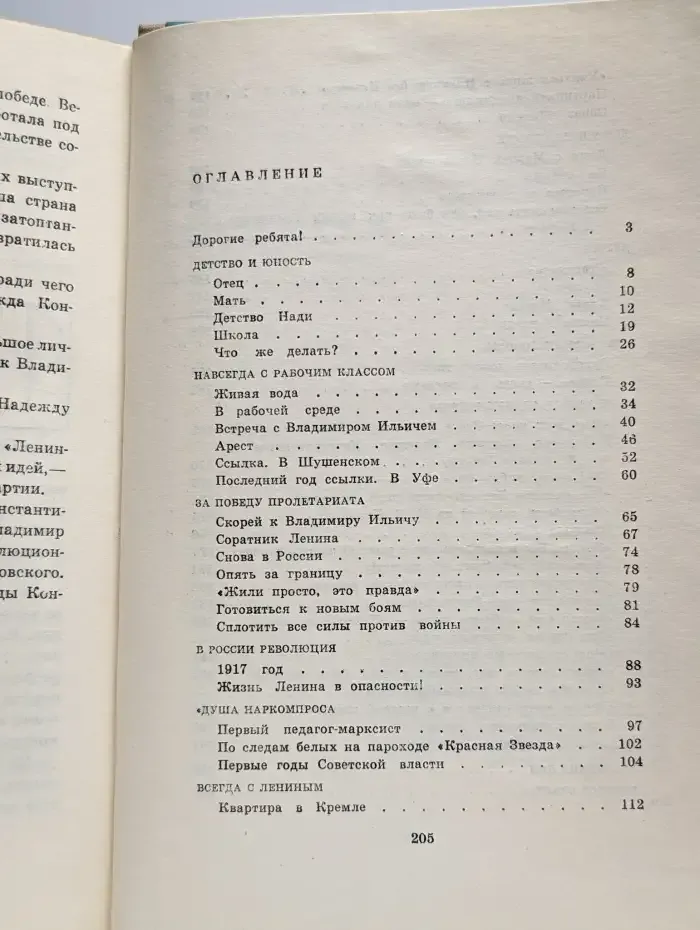 победе. Ве-
отала под
льстве со-
х выступ-
ла страна
затоптан-
вратилась
ради чего
жда Кон-
льшое лич-
к Влади-
Надежду
«Ленин-
идей,—
артии.
нстанти-
ладимир
люцион-
овского.
ды Кон-
ОГЛАВЛЕНИЕ
Дорогие ребята! . . . . . . . . . . . . . . . 3
ДЕТСТВО И ЮНОСТЬ
Отец . . . . . . . . . . . . . . . . . 8
Мать . . . . . . . . . . . . . . . . . 10
Детство Нади . . . . . . . . . . . . . . 12
Школа . . . . . . . . . . . . . . . . 19
Что же делать? . . . . . . . . . . . . . 26
НАВСЕГДА С РАБОЧИМ КЛАССОМ
Живая вода . . . . . . . . . . . . . . 32
В рабочей среде . . . . . . . . . . . . . 34
Встреча с Владимиром Ильичем . . . . . . . . 40
Арест . . . . . . . . . . . . . . . . 46
Ссылка. В Шушенском . . . . . . . . . . . 52
Последний год ссылки. В Уфе . . . . . . . . 60
ЗА ПОБЕДУ ПРОЛЕТАРИАТА
Скорей к Владимиру Ильичу . . . . . . . . . 65
Соратник Ленина . . . . . . . . . . . . 67
Снова в России . . . . . . . . . . . . . 74
Опять за границу . . . . . . . . . . . . 78
«Жили просто, это правда» . . . . . . . . . 79
Готовиться к новым боям . . . . . . . . . . 81
Сплотить все силы против войны . . . . . . . 84
В РОССИИ РЕВОЛЮЦИЯ
1917 год . . . . . . . . . . . . . . . 88
Жизнь Ленина в опасности! . . . . . . . . . 93
«ДУША НАРКОМПРОСА
Первый педагог-марксист . . . . . . . . . . 97
По следам белых на пароходе «Красная Звезда» . . 102
Первые годы Советской власти . . . . . . . . 104
ВСЕГДА С ЛЕНИНЫМ
Квартира в Кремле . . . . . . . . . . . . 112
205